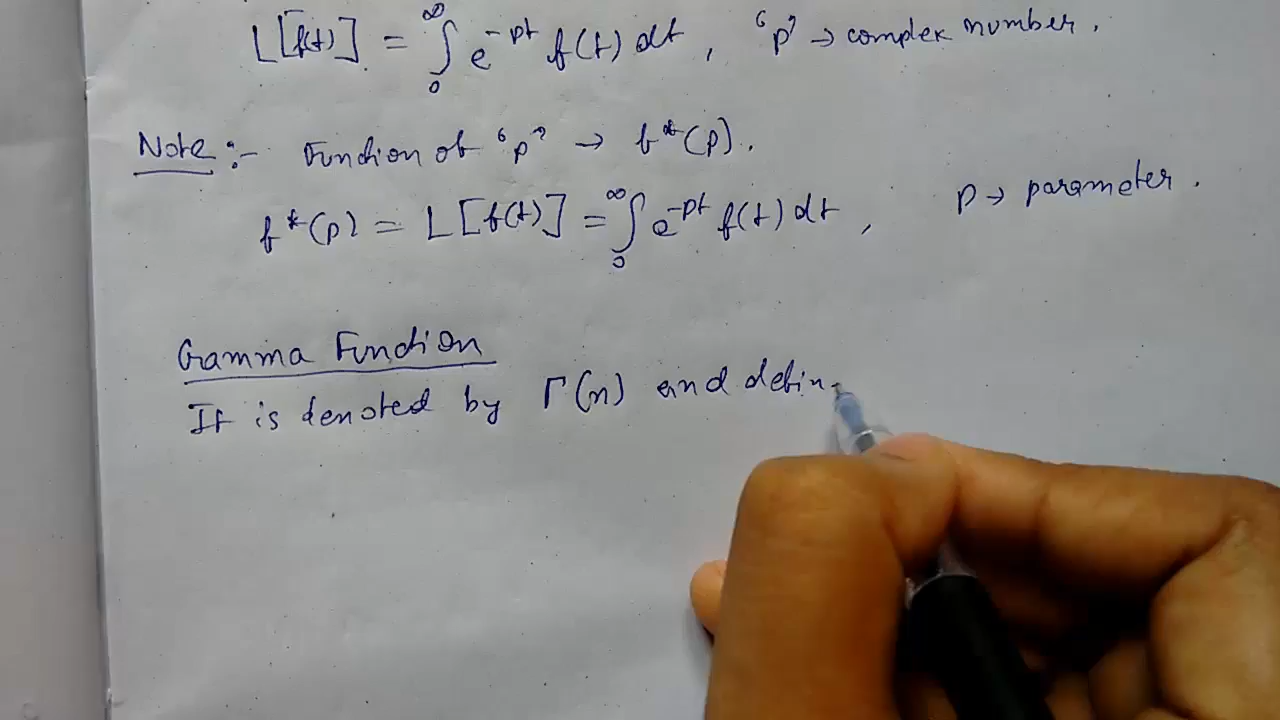 L[f(t)] = ∫₀^∞ e^{-pt} f(t) dt , 'p' → complex number.
Note :- Function of 'p' → f*(p).
f*(p) = L[f(t)] = ∫₀^∞ e^{-pt} f(t) dt , p → parameter.
Gamma Function
It is denoted by Γ(n) and defin